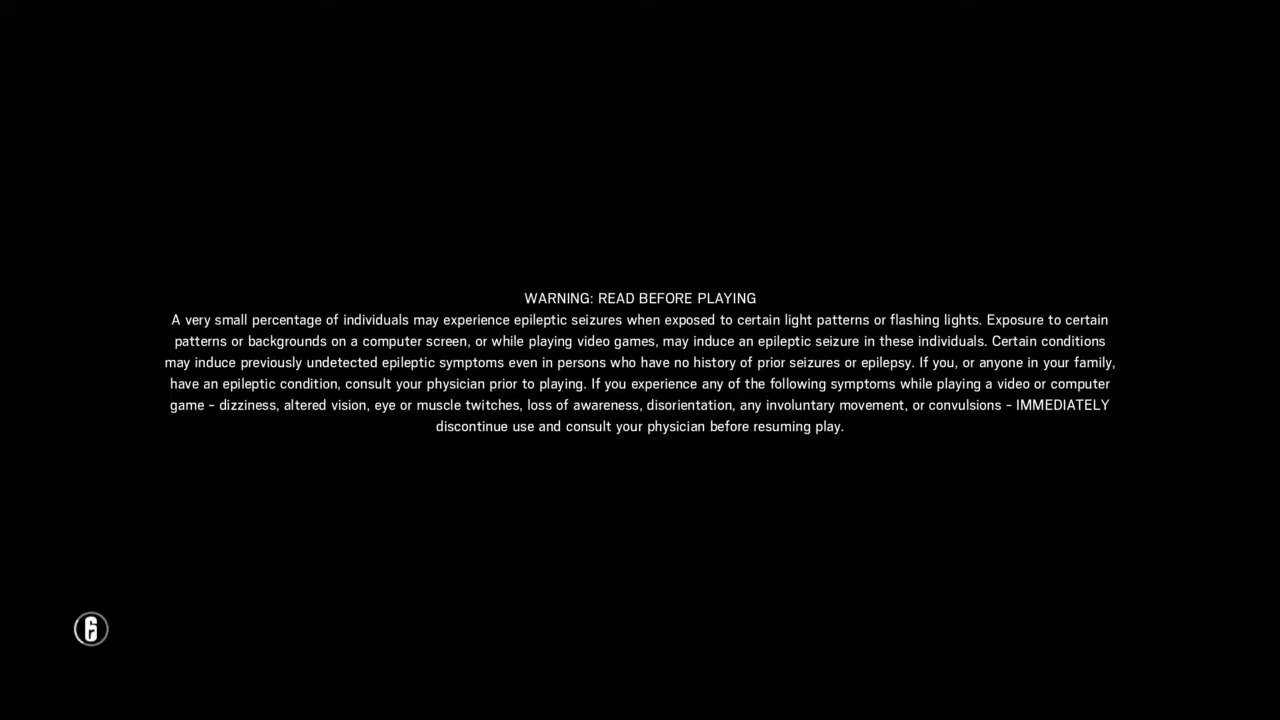 WARNING: READ BEFORE PLAYING
A very small percentage of individuals may experience epileptic seizures when exposed to certain light patterns or flashing lights. Exposure to certain
patterns or backgrounds on a computer screen, or while playing video games, may induce an epileptic seizure in these individuals. Certain conditions
may induce previously undetected epileptic symptoms even in persons who have no history of prior seizures or epilepsy. If you, or anyone in your family,
have an epileptic condition, consult your physician prior to playing. If you experience any of the following symptoms while playing a video or computer
game - dizziness, altered vision, eye or muscle twitches, loss of awareness, disorientation, any involuntary movement, or convulsions - IMMEDIATELY
discontinue use and consult your physician before resuming play.
6